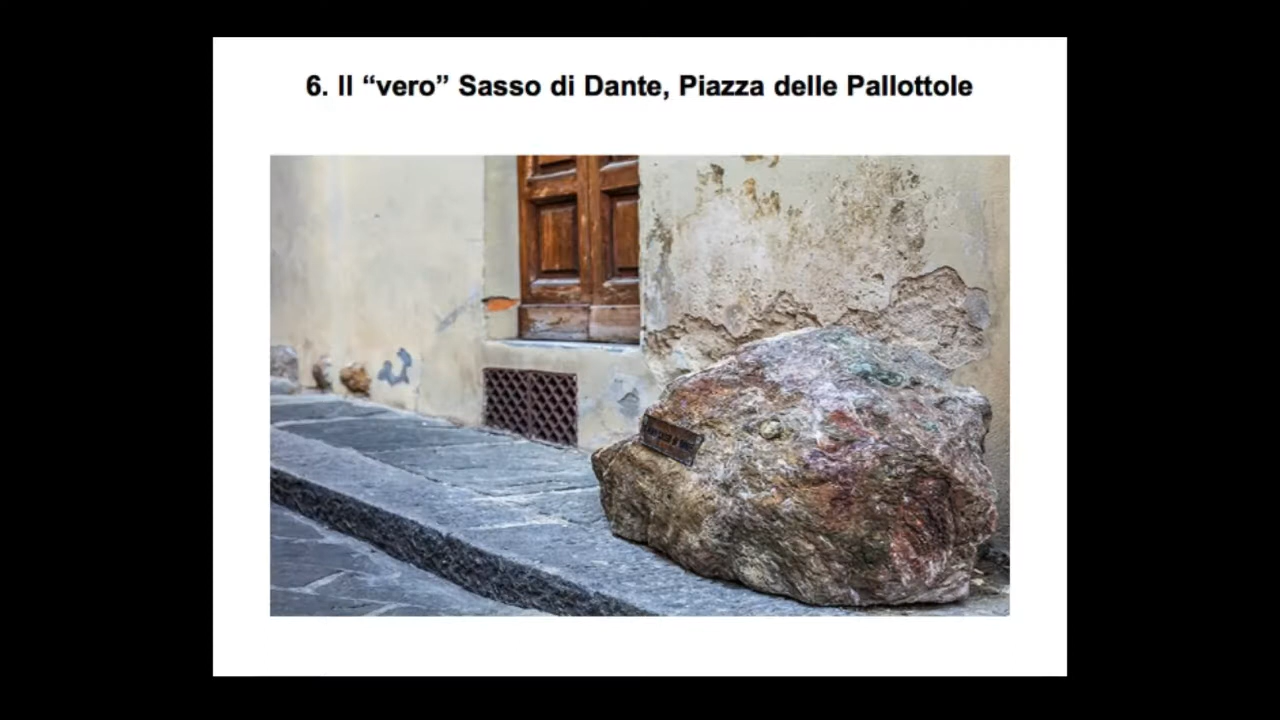 6. Il “vero” Sasso di Dante, Piazza delle Pallottole